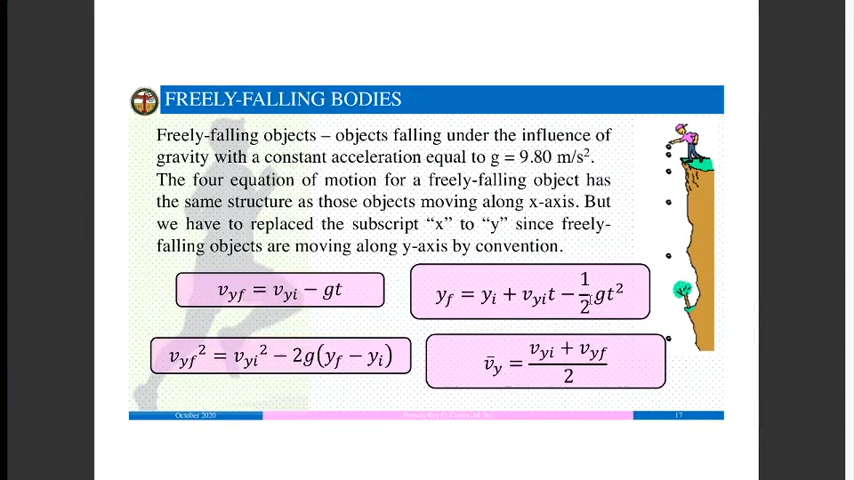 FREELY-FALLING BODIES
Freely-falling objects – objects falling under the influence of
gravity with a constant acceleration equal to g = 9.80 m/s².
The four equation of motion for a freely-falling object has
the same structure as those objects moving along x-axis. But
we have to replaced the subscript “x” to “y” since freely-
falling objects are moving along y-axis by convention.
v_yf = v_yi − gt
y_f = y_i + v_yi t − 1/2 gt²
v_yf² = v_yi² − 2g(y_f − y_i)
v̄_y = (v_yi + v_yf)/2
October 2020
17